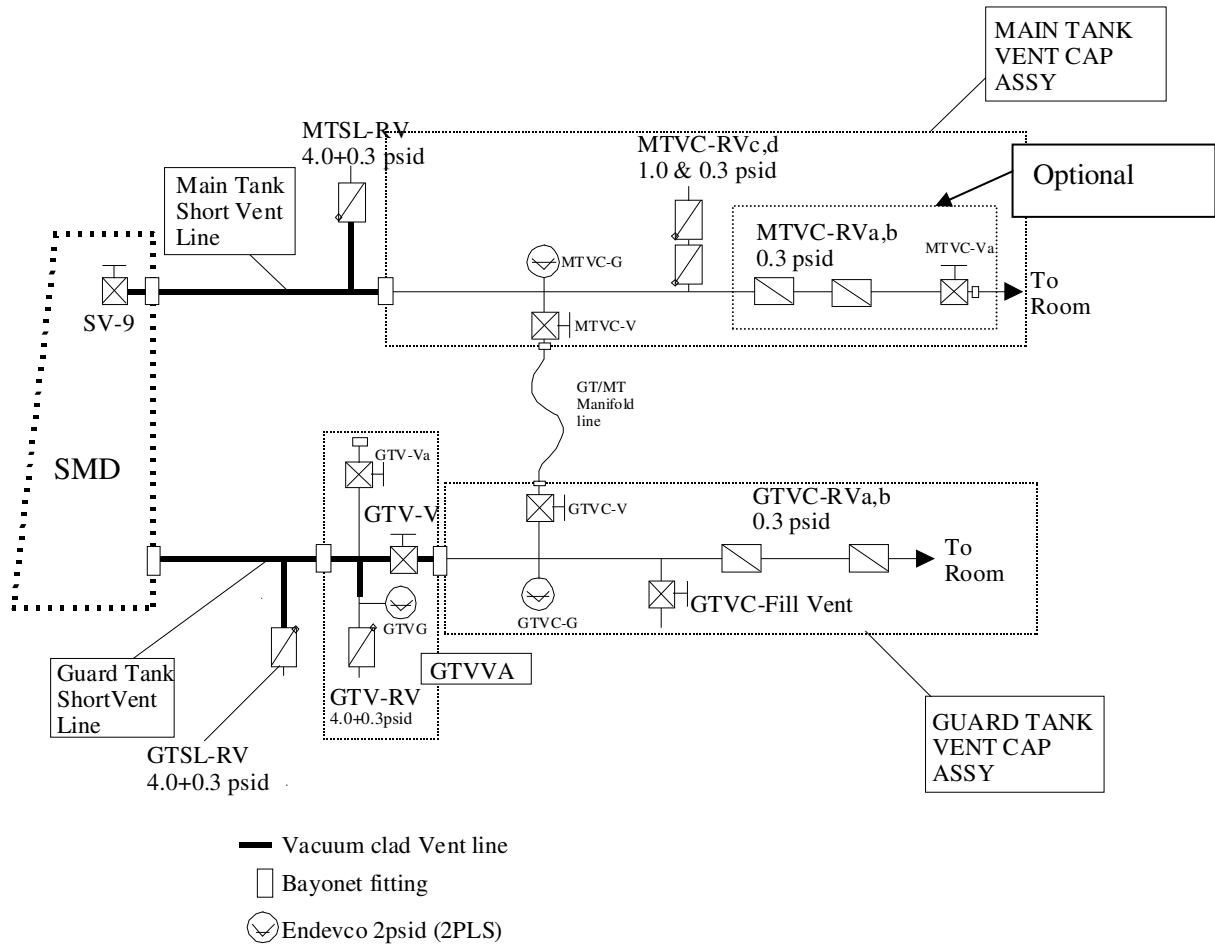 MAIN TANK
VENT CAP
ASSY
MTSL-RV
4.0+0.3 psid
MTVC-RVc,d
1.0 & 0.3 psid
Optional
Main Tank
Short Vent
Line
MTVC-RVa,b
0.3 psid
MTVC-Va
MTVC-G
To
Room
SV-9
MTVC-V
GT/MT
Manifold
line
SMD
GTV-Va
GTV-V
GTVC-V
GTVC-RVa,b
0.3 psid
To
Room
GTVG
GTVC-G
GTVC-Fill Vent
Guard Tank
ShortVent
Line
GTVVA
GTV-RV
4.0+0.3psid
GTSL-RV
4.0+0.3 psid
GUARD TANK
VENT CAP
ASSY
Vacuum clad Vent line
Bayonet fitting
Endevco 2psid (2PLS)